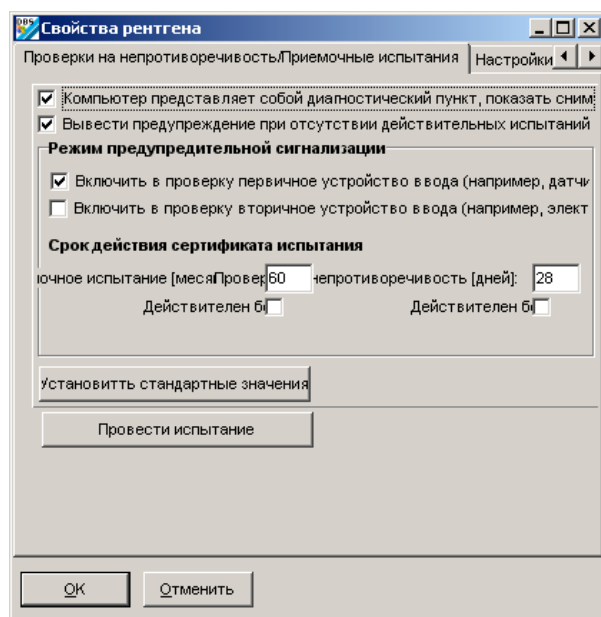 DBS Свойства рентгена
Проверки на непротиворечивость/Приемочные испытания Настройки
Компьютер представляет собой диагностический пункт, показать сним
Вывести предупреждение при отсутствии действительных испытаний
Режим предупредительной сигнализации
Включить в проверку первичное устройство ввода (например, датчи
Включить в проверку вторичное устройство ввода (например, элект
Срок действия сертификата испытания
ючное испытание [меся Провер 60 непротиворечивость [дней]: 28
Действителен б Действителен б
Установиттть стандартные значения
Провести испытание
OK Отменить